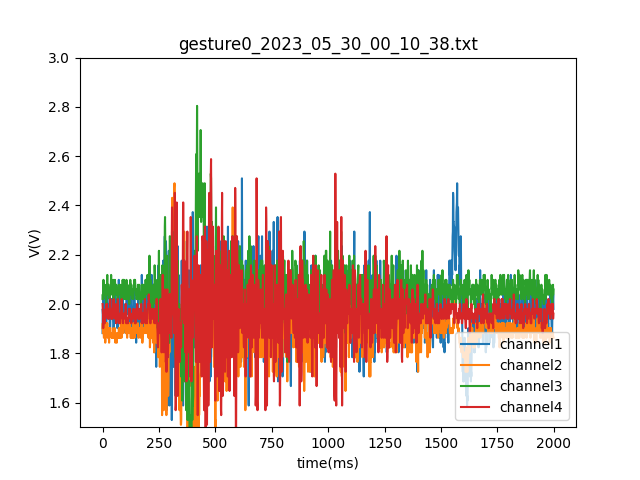 gesture0_2023_05_30_00_10_38.txt
3.0
2.8
2.6
2.4
2.2
2.0
1.8
1.6
V(V)
channel1
channel2
channel3
channel4
0 250 500 750 1000 1250 1500 1750 2000
time(ms)